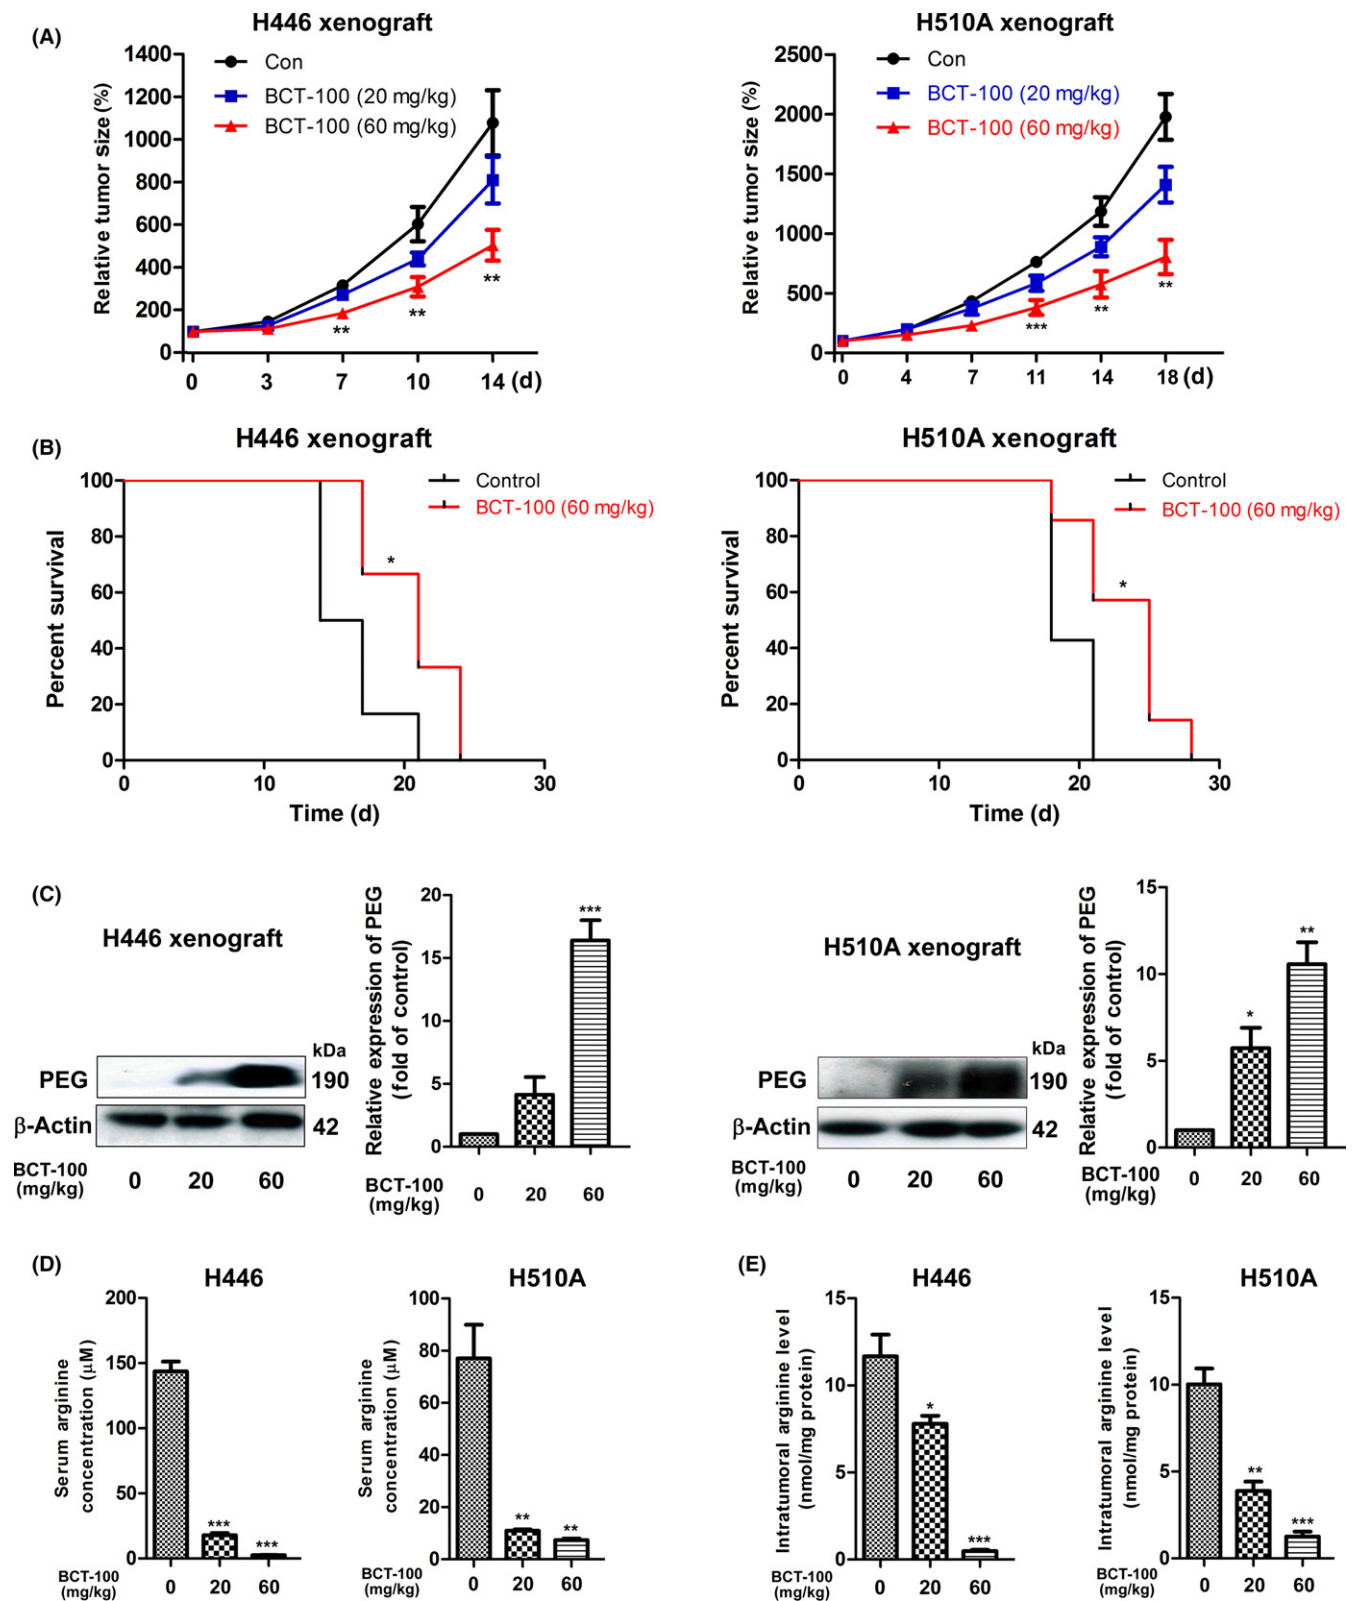 (A)
H446 xenograft
Relative tumor size (%)
1400
1200
1000
800
600
400
200
0
Con
BCT-100 (20 mg/kg)
BCT-100 (60 mg/kg)
**
**
**
0 3 7 10 14 (d)
H510A xenograft
Relative tumor size (%)
2500
2000
1500
1000
500
0
Con
BCT-100 (20 mg/kg)
BCT-100 (60 mg/kg)
***
**
**
0 4 7 11 14 18 (d)
(B)
H446 xenograft
Percent survival
100
80
60
40
20
0
Control
BCT-100 (60 mg/kg)
*
0 10 20 30
Time (d)
H510A xenograft
Percent survival
100
80
60
40
20
0
Control
BCT-100 (60 mg/kg)
*
0 10 20 30
Time (d)
(C)
H446 xenograft
kDa
PEG 190
β-Actin 42
BCT-100
(mg/kg) 0 20 60
Relative expression of PEG
(fold of control)
20
15
10
5
0
***
BCT-100
(mg/kg) 0 20 60
H510A xenograft
kDa
PEG 190
β-Actin 42
BCT-100
(mg/kg) 0 20 60
Relative expression of PEG
(fold of control)
15
10
5
0
*
**
BCT-100
(mg/kg) 0 20 60
(D)
H446
Serum arginine
concentration (μM)
200
150
100
50
0
***
***
BCT-100
(mg/kg) 0 20 60
H510A
Serum arginine
concentration (μM)
100
80
60
40
20
0
**
**
BCT-100
(mg/kg) 0 20 60
(E)
H446
Intratumoral arginine level
(nmol/mg protein)
15
10
5
0
*
***
BCT-100
(mg/kg) 0 20 60
H510A
Intratumoral arginine level
(nmol/mg protein)
15
10
5
0
**
***
BCT-100
(mg/kg) 0 20 60